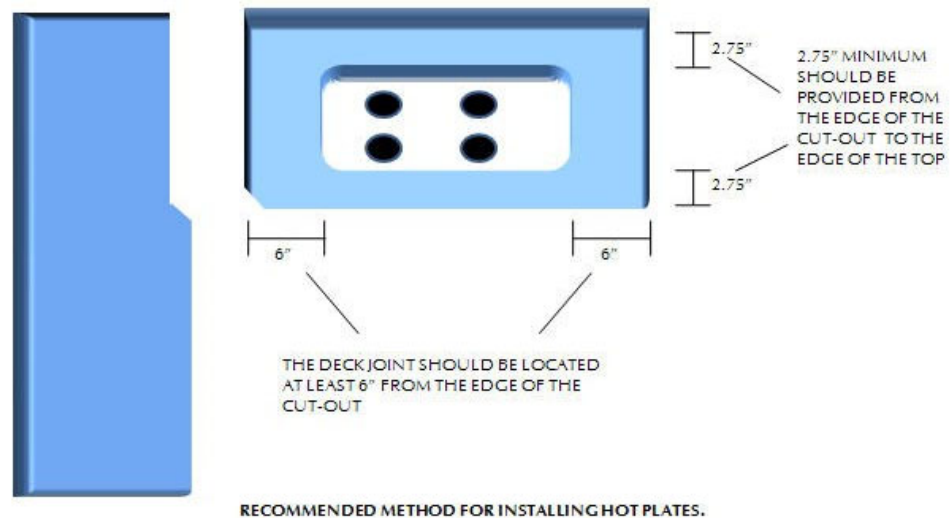 2.75"
2.75" MINIMUM
SHOULD BE
PROVIDED FROM
THE EDGE OF THE
CUT-OUT TO THE
EDGE OF THE TOP
2.75"
6"
6"
THE DECK JOINT SHOULD BE LOCATED
AT LEAST 6" FROM THE EDGE OF THE
CUT-OUT
RECOMMENDED METHOD FOR INSTALLING HOT PLATES.